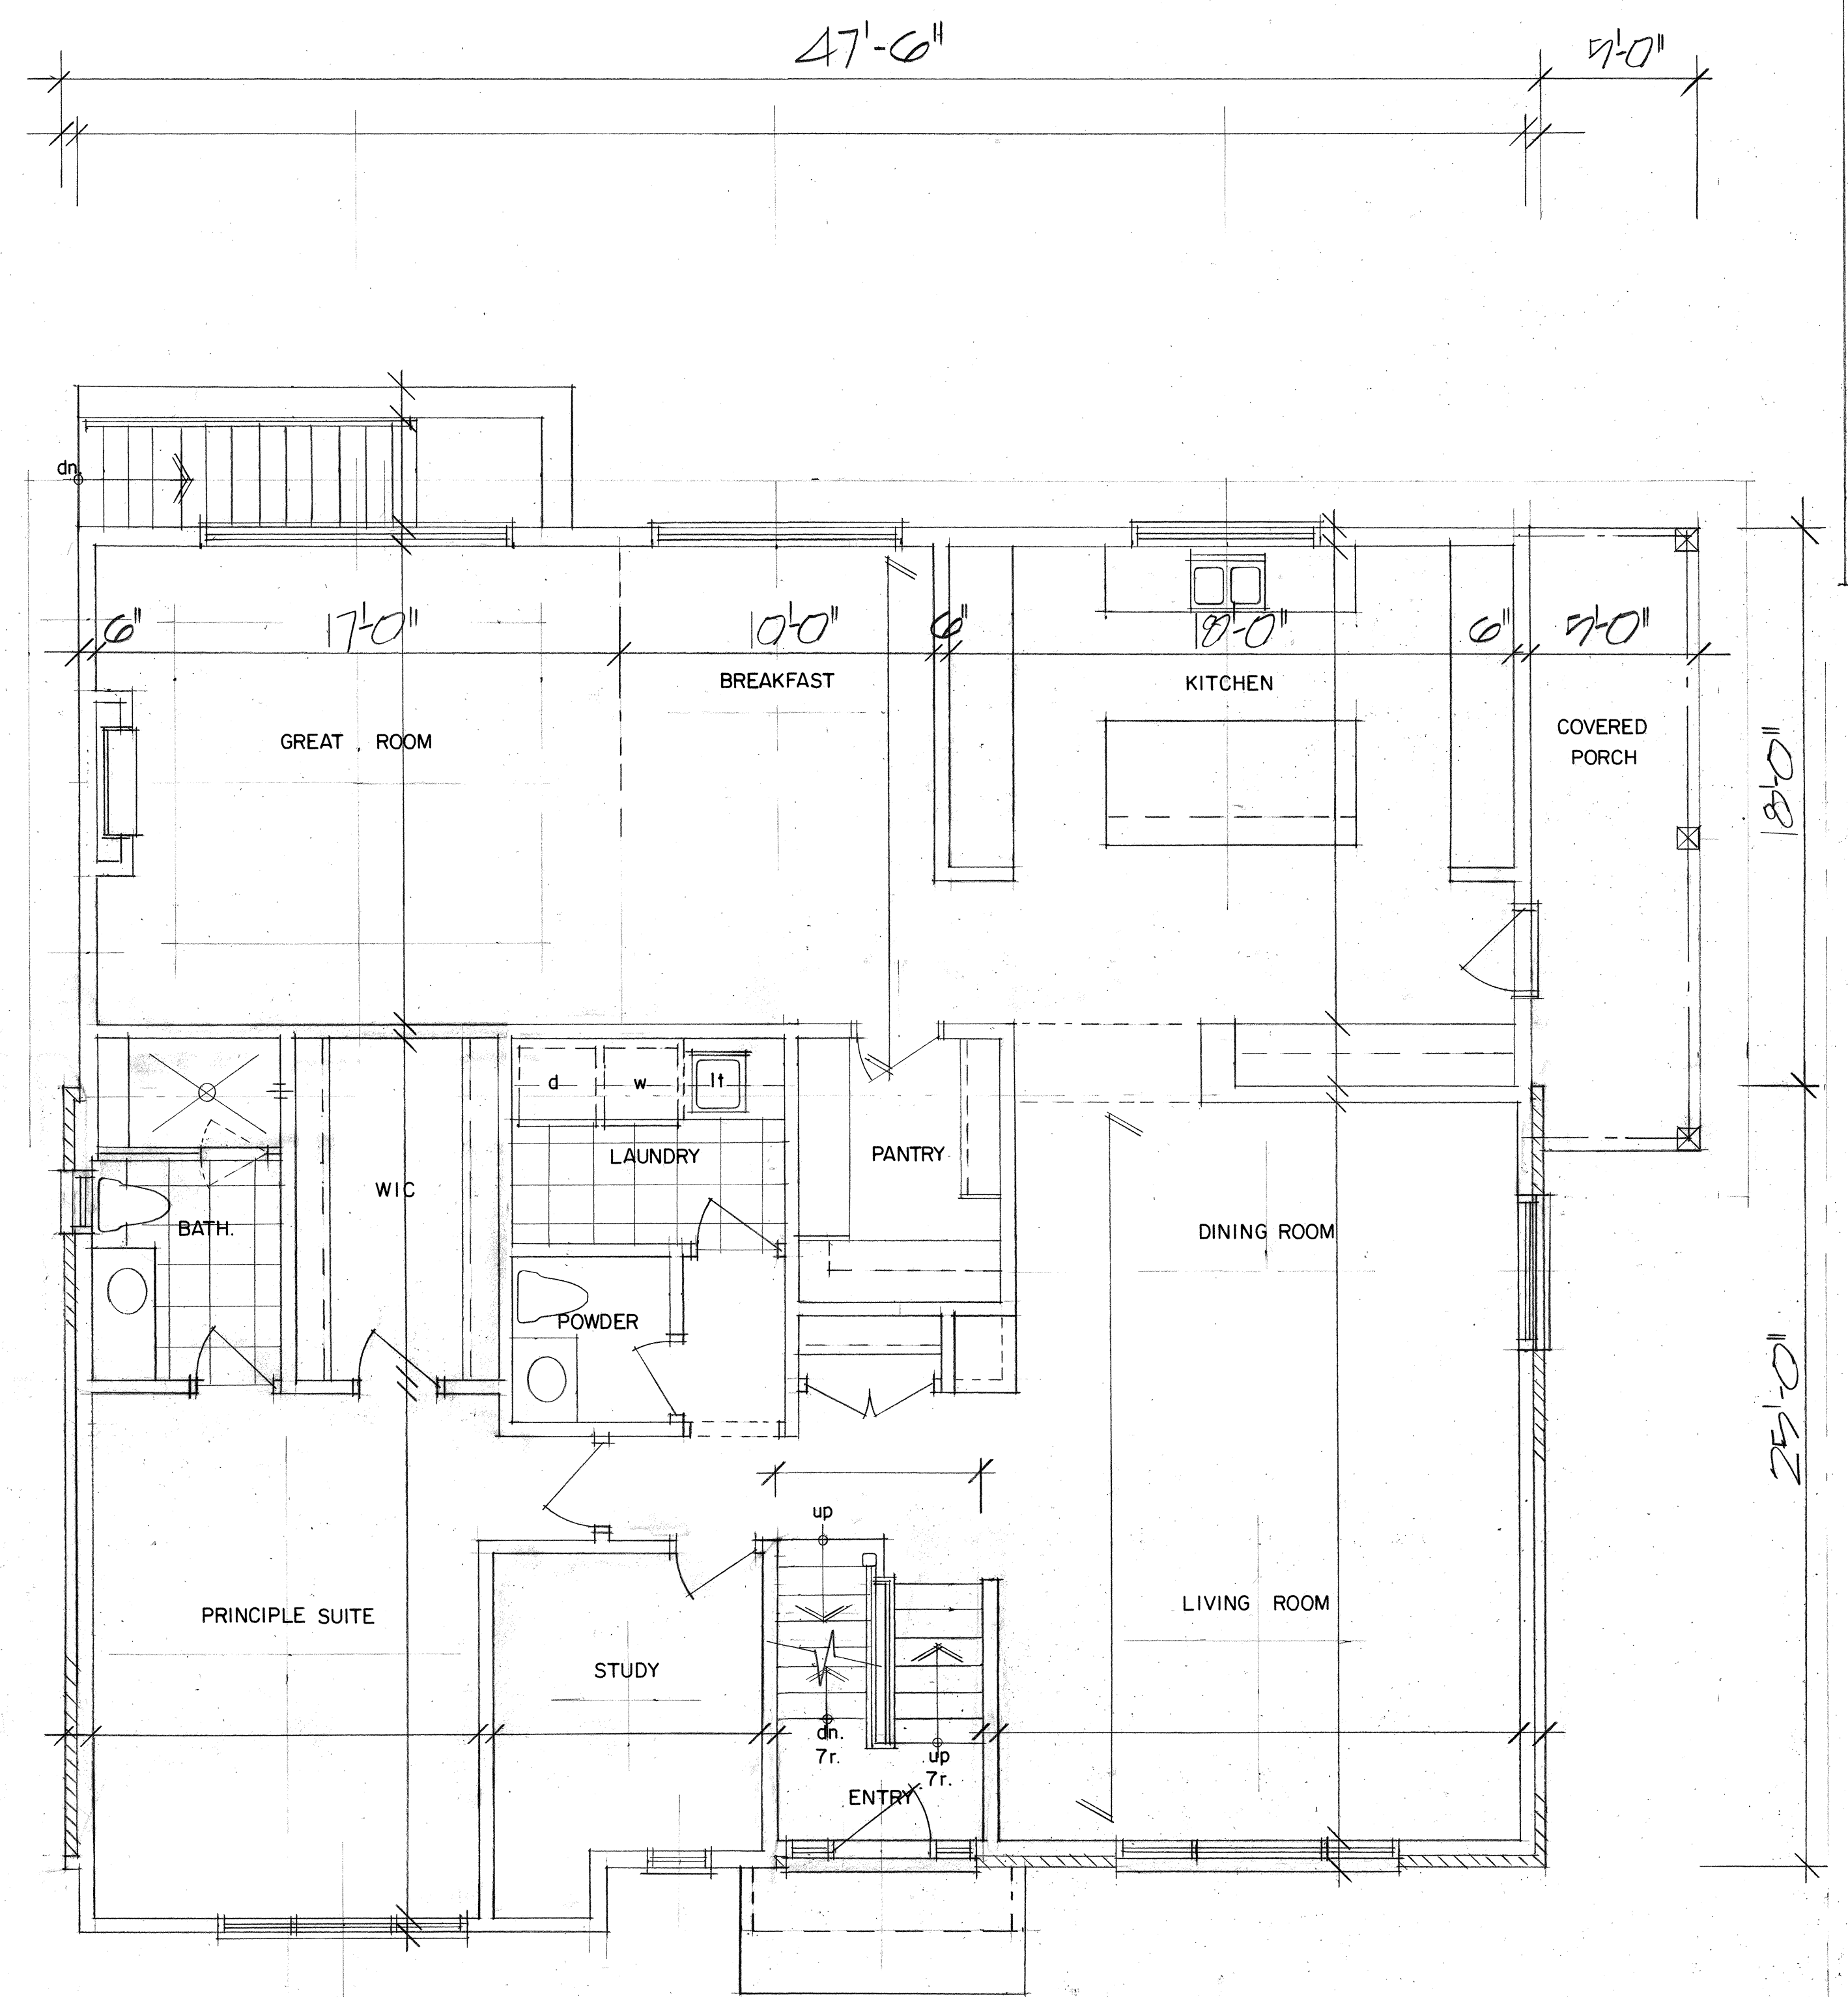 47'-6" 5'-0"
dn.
6" 17'-0" 10'-0" 6" 18'-0" 6" 5'-0"
BREAKFAST
KITCHEN
GREAT ROOM
COVERED
PORCH
18'-0"
d w lt
LAUNDRY
PANTRY
WIC
BATH.
DINING ROOM
POWDER
25'-0"
up
PRINCIPLE SUITE
LIVING ROOM
STUDY
dn.
7r.
up
7r.
ENTRY